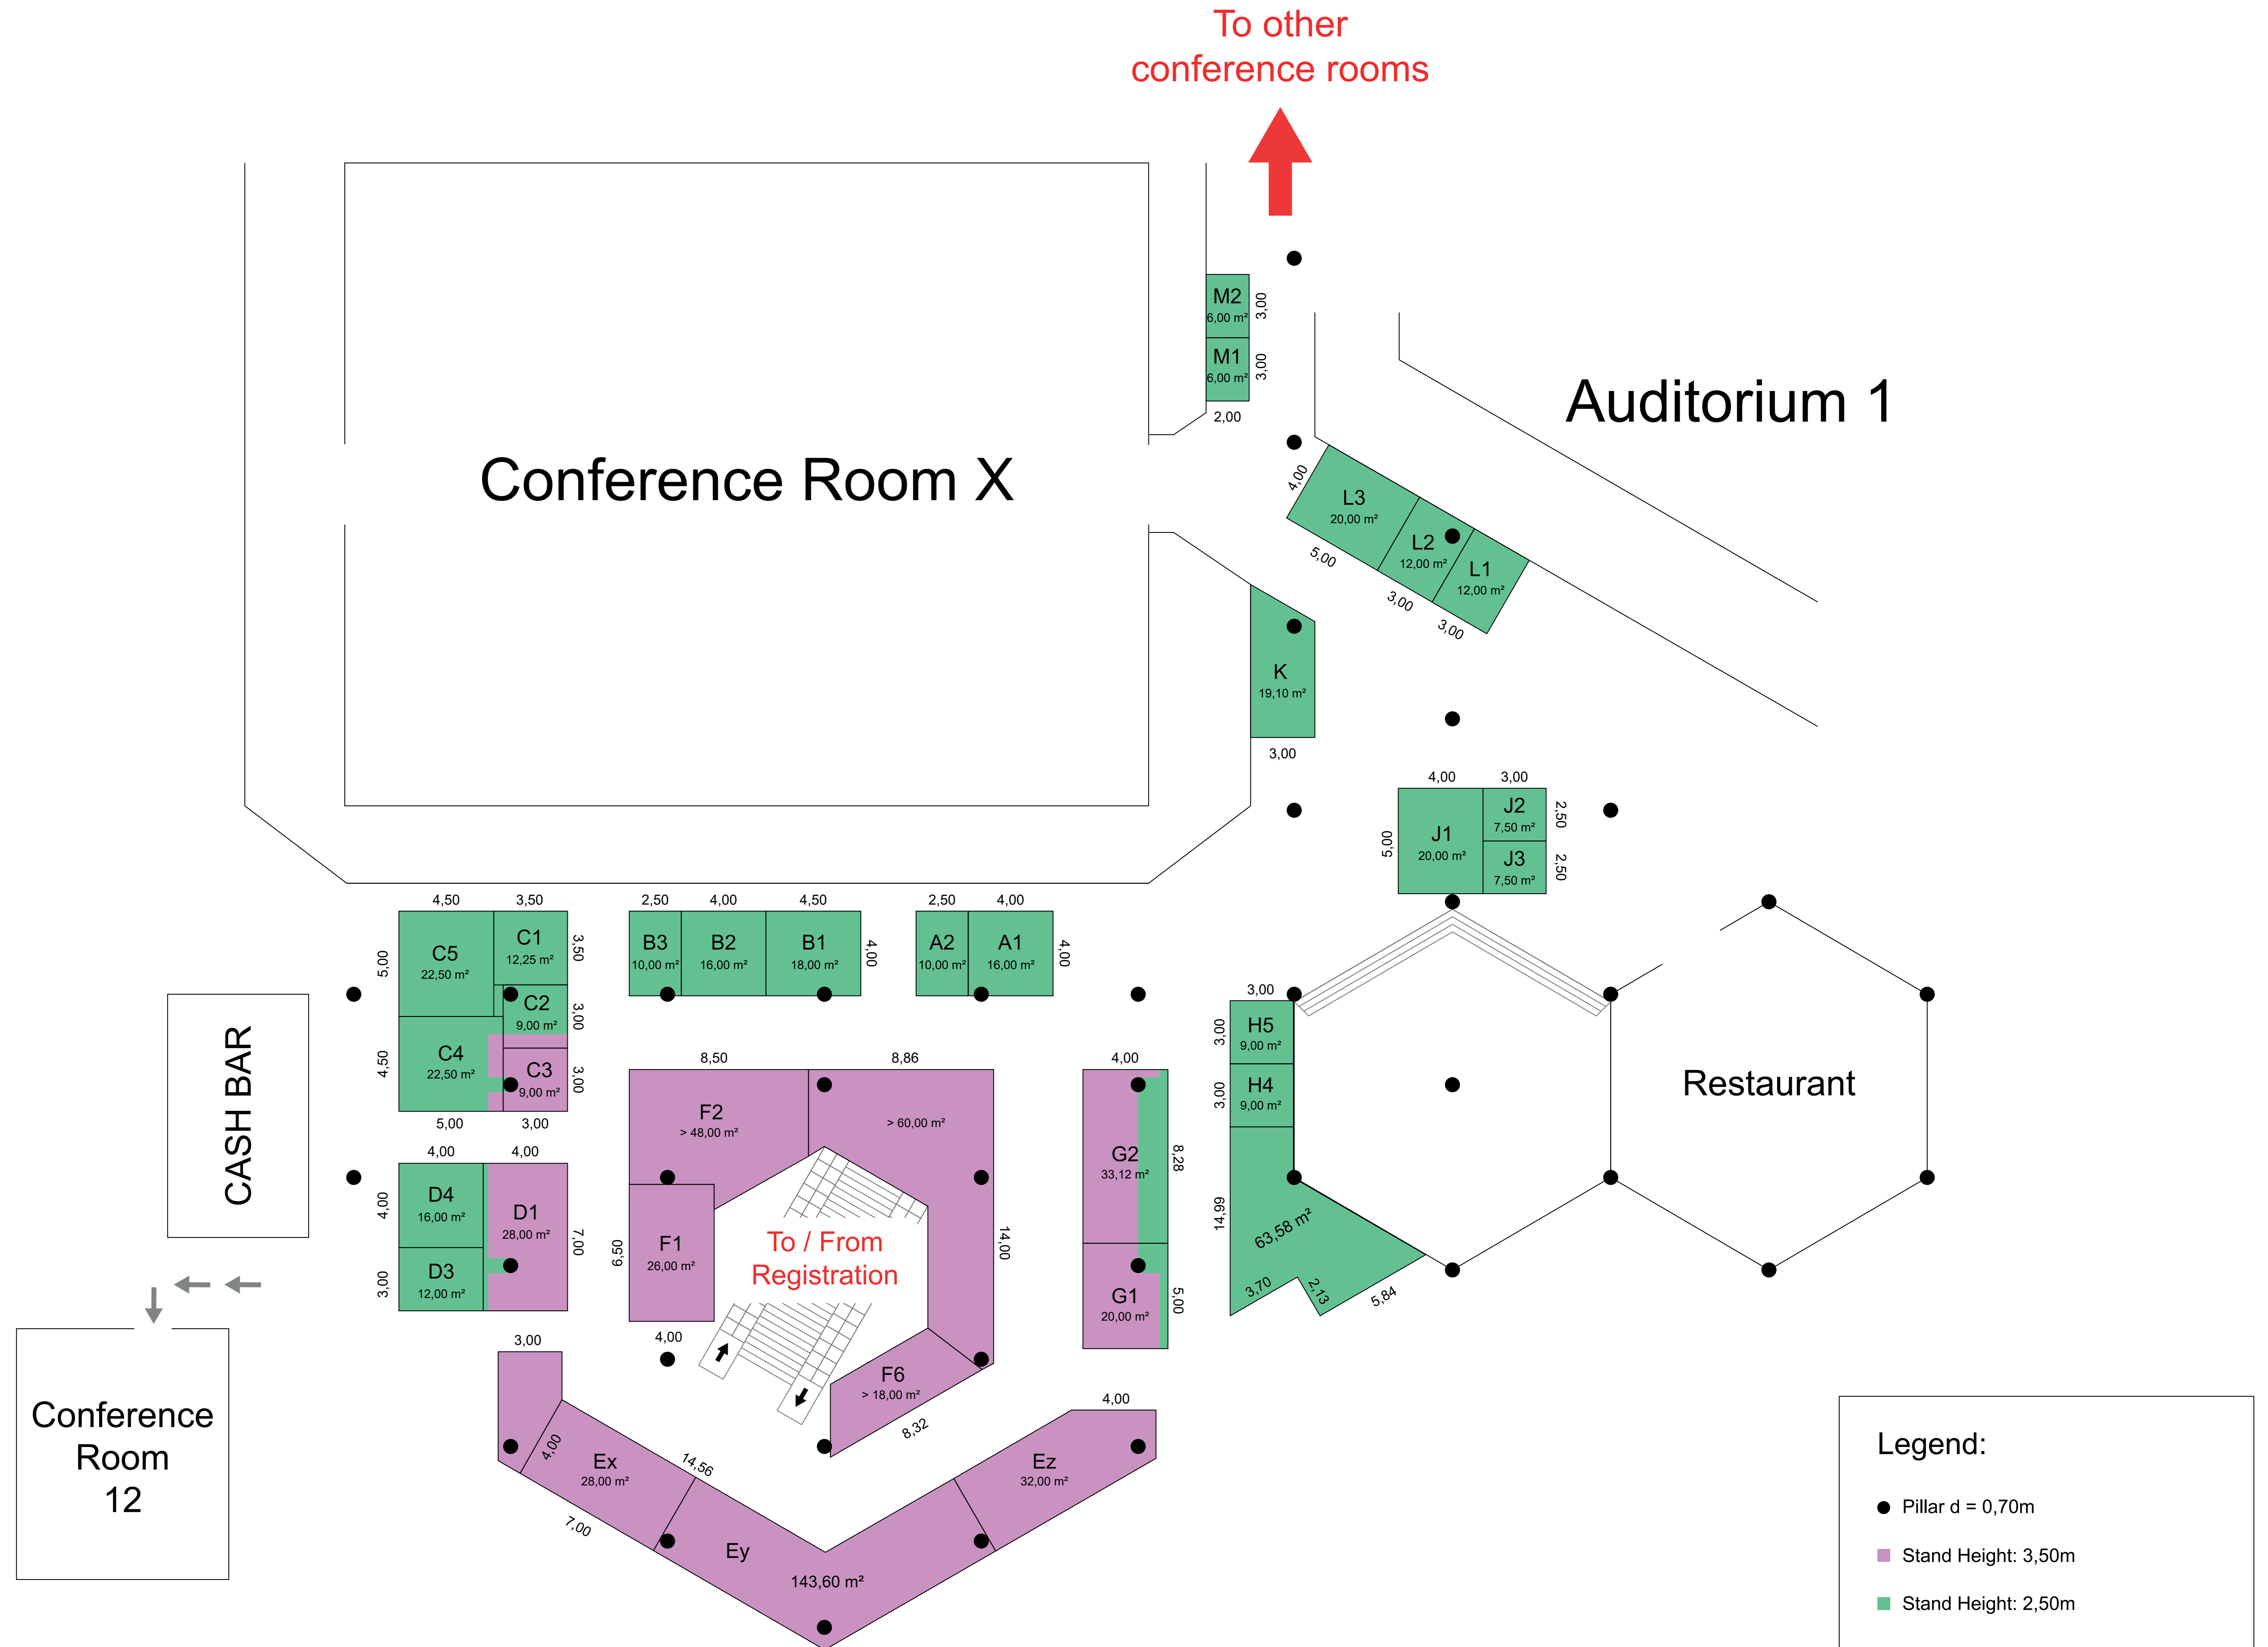 To other
conference rooms
M2
6,00 m²
3,00
M1
6,00 m²
3,00
2,00
Auditorium 1
Conference Room X
4,00
L3
20,00 m²
5,00
L2
12,00 m²
3,00
L1
12,00 m²
3,00
K
19,10 m²
3,00
4,00
3,00
5,00
J1
20,00 m²
J2
7,50 m²
2,50
J3
7,50 m²
2,50
4,50
3,50
5,00
C5
22,50 m²
C1
12,25 m²
3,50
C2
9,00 m²
3,00
4,50
C4
22,50 m²
C3
9,00 m²
3,00
5,00
3,00
2,50
4,00
4,50
B3
10,00 m²
B2
16,00 m²
B1
18,00 m²
4,00
2,50
4,00
A2
10,00 m²
A1
16,00 m²
4,00
CASH BAR
4,00
4,00
4,00
D4
16,00 m²
D1
28,00 m²
7,00
3,00
D3
12,00 m²
8,50
8,86
F2
> 48,00 m²
> 60,00 m²
6,50
F1
26,00 m²
4,00
To / From
Registration
14,00
F6
> 18,00 m²
8,32
4,00
G2
33,12 m²
8,28
G1
20,00 m²
5,00
3,00
3,00
H5
9,00 m²
3,00
H4
9,00 m²
14,99
63,58 m²
3,70
2,13
5,84
Restaurant
3,00
4,00
Ex
28,00 m²
14,56
7,00
Ey
143,60 m²
4,00
Ez
32,00 m²
Conference
Room
12
Legend:
Pillar d = 0,70m
Stand Height: 3,50m
Stand Height: 2,50m